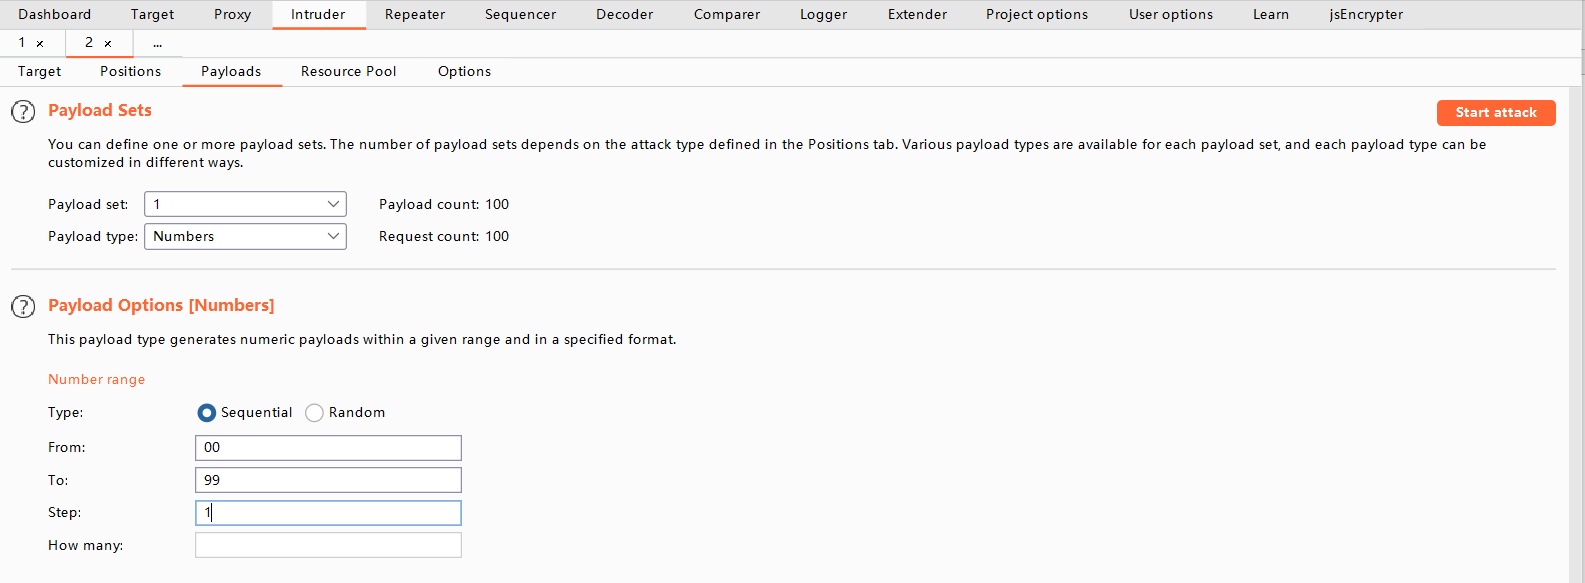 Dashboard Target Proxy Intruder Repeater Sequencer Decoder Comparer Logger Extender Project options User options Learn jsEncrypter
1 × 2 × ...
Target Positions Payloads Resource Pool Options
? Payload Sets Start attack
You can define one or more payload sets. The number of payload sets depends on the attack type defined in the Positions tab. Various payload types are available for each payload set, and each payload type can be
customized in different ways.
Payload set: 1 Payload count: 100
Payload type: Numbers Request count: 100
? Payload Options [Numbers]
This payload type generates numeric payloads within a given range and in a specified format.
Number range
Type: Sequential Random
From: 00
To: 99
Step: 1
How many: